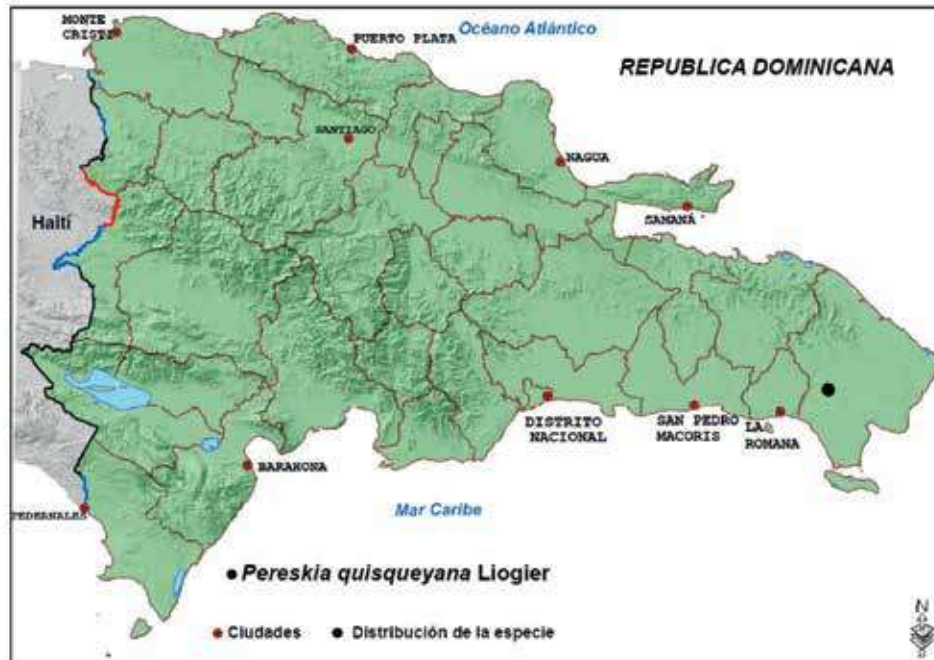 MONTE
CRISTI
PUERTO PLATA
Océano Atlántico
REPUBLICA DOMINICANA
SANTIAGO
NAGUA
SAMANÁ
Haití
DISTRITO
NACIONAL
SAN PEDRO
MACORIS
LA
ROMANA
BARAHONA
PEDERNALES
Mar Caribe
Pereskia quisqueyana Liogier
Ciudades
Distribución de la especie
N